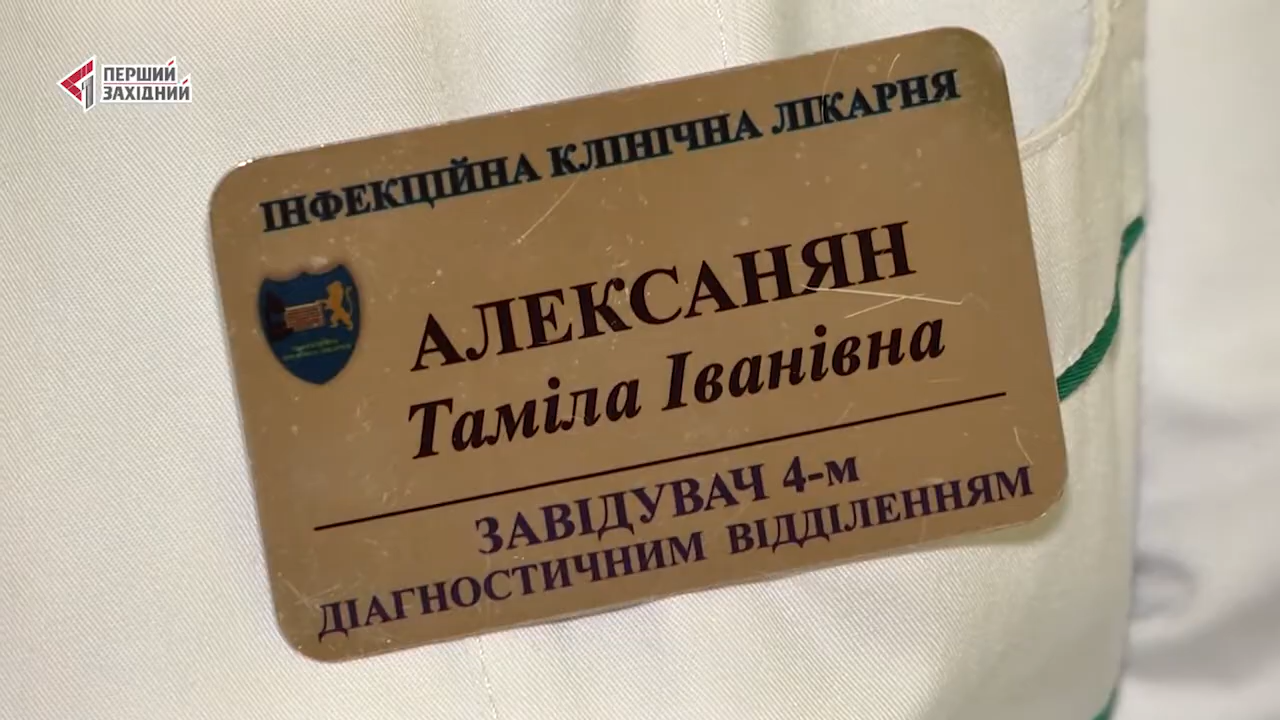 ПЕРШИЙ
ЗАХІДНИЙ
ІНФЕКЦІЙНА КЛІНІЧНА ЛІКАРНЯ
АЛЕКСАНЯН
Таміла Іванівна
ЗАВІДУВАЧ 4-м
ДІАГНОСТИЧНИМ ВІДДІЛЕННЯМ